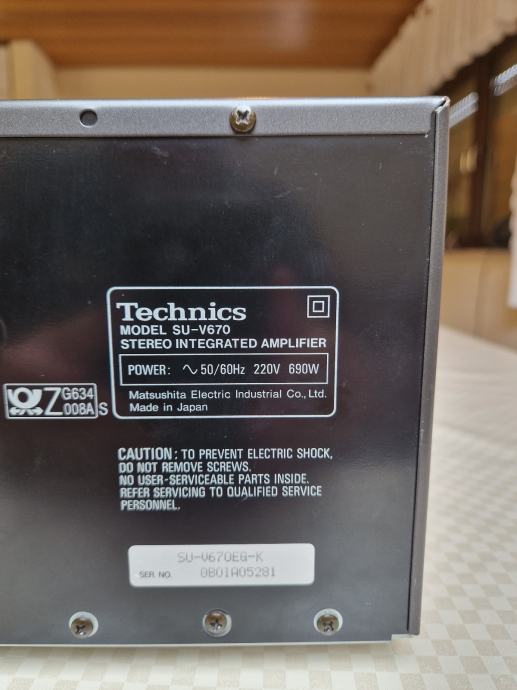 Technics
MODEL SU-V670
STEREO INTEGRATED AMPLIFIER
POWER: ∿ 50/60Hz 220V 690W
Matsushita Electric Industrial Co., Ltd.
Made in Japan
Z G634
008A S
CAUTION: TO PREVENT ELECTRIC SHOCK,
DO NOT REMOVE SCREWS.
NO USER-SERVICEABLE PARTS INSIDE.
REFER SERVICING TO QUALIFIED SERVICE
PERSONNEL.
SU-V670EG-K
SER. NO. 0B01A05281